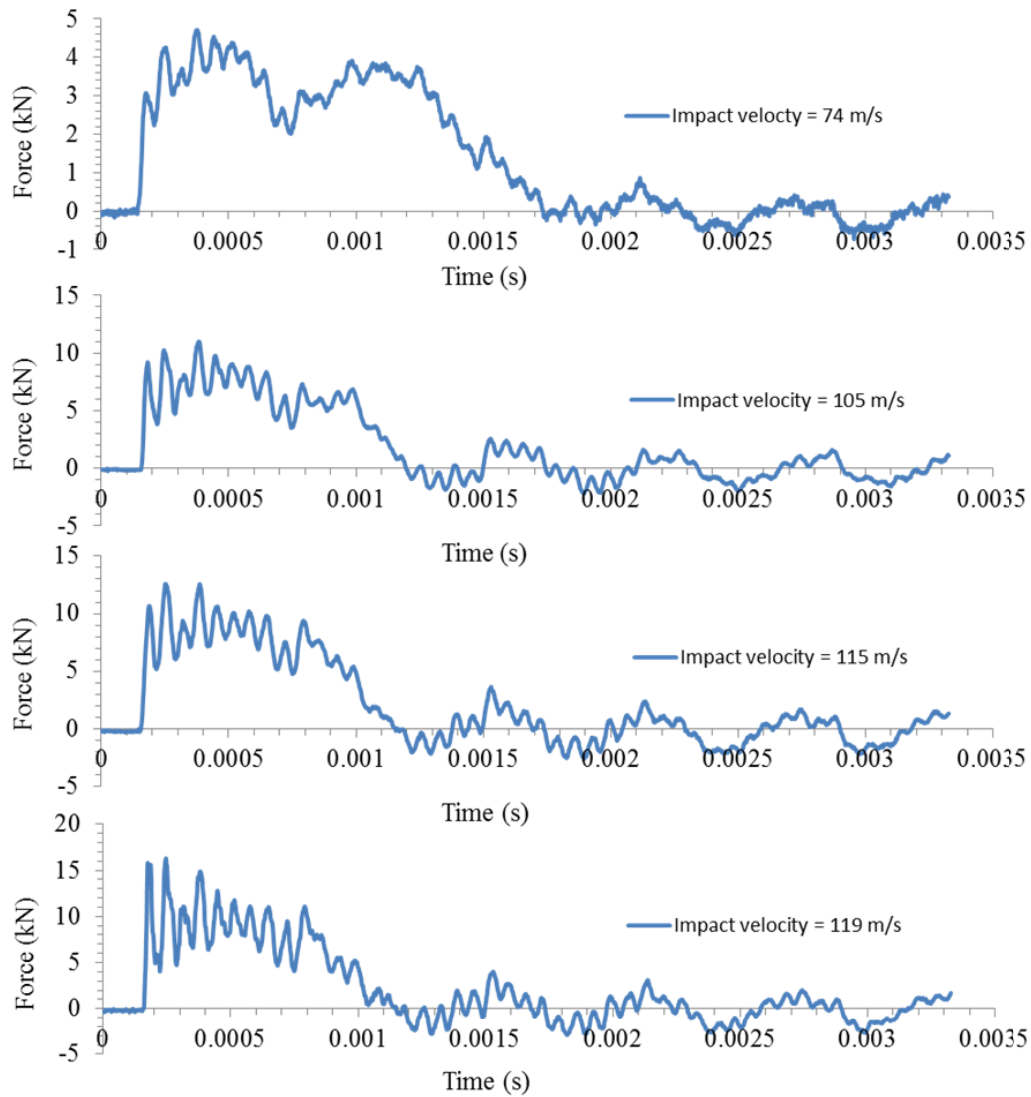 5
4
3
2
1
0
-1
Force (kN)
Impact velocty = 74 m/s
0 0.0005 0.001 0.0015 0.002 0.0025 0.003 0.0035
Time (s)
15
10
5
0
-5
Force (kN)
Impact velocity = 105 m/s
0 0.0005 0.001 0.0015 0.002 0.0025 0.003 0.0035
Time (s)
15
10
5
0
-5
Force (kN)
Impact velocity = 115 m/s
0 0.0005 0.001 0.0015 0.002 0.0025 0.003 0.0035
Time (s)
20
15
10
5
0
-5
Force (kN)
Impact velocity = 119 m/s
0 0.0005 0.001 0.0015 0.002 0.0025 0.003 0.0035
Time (s)